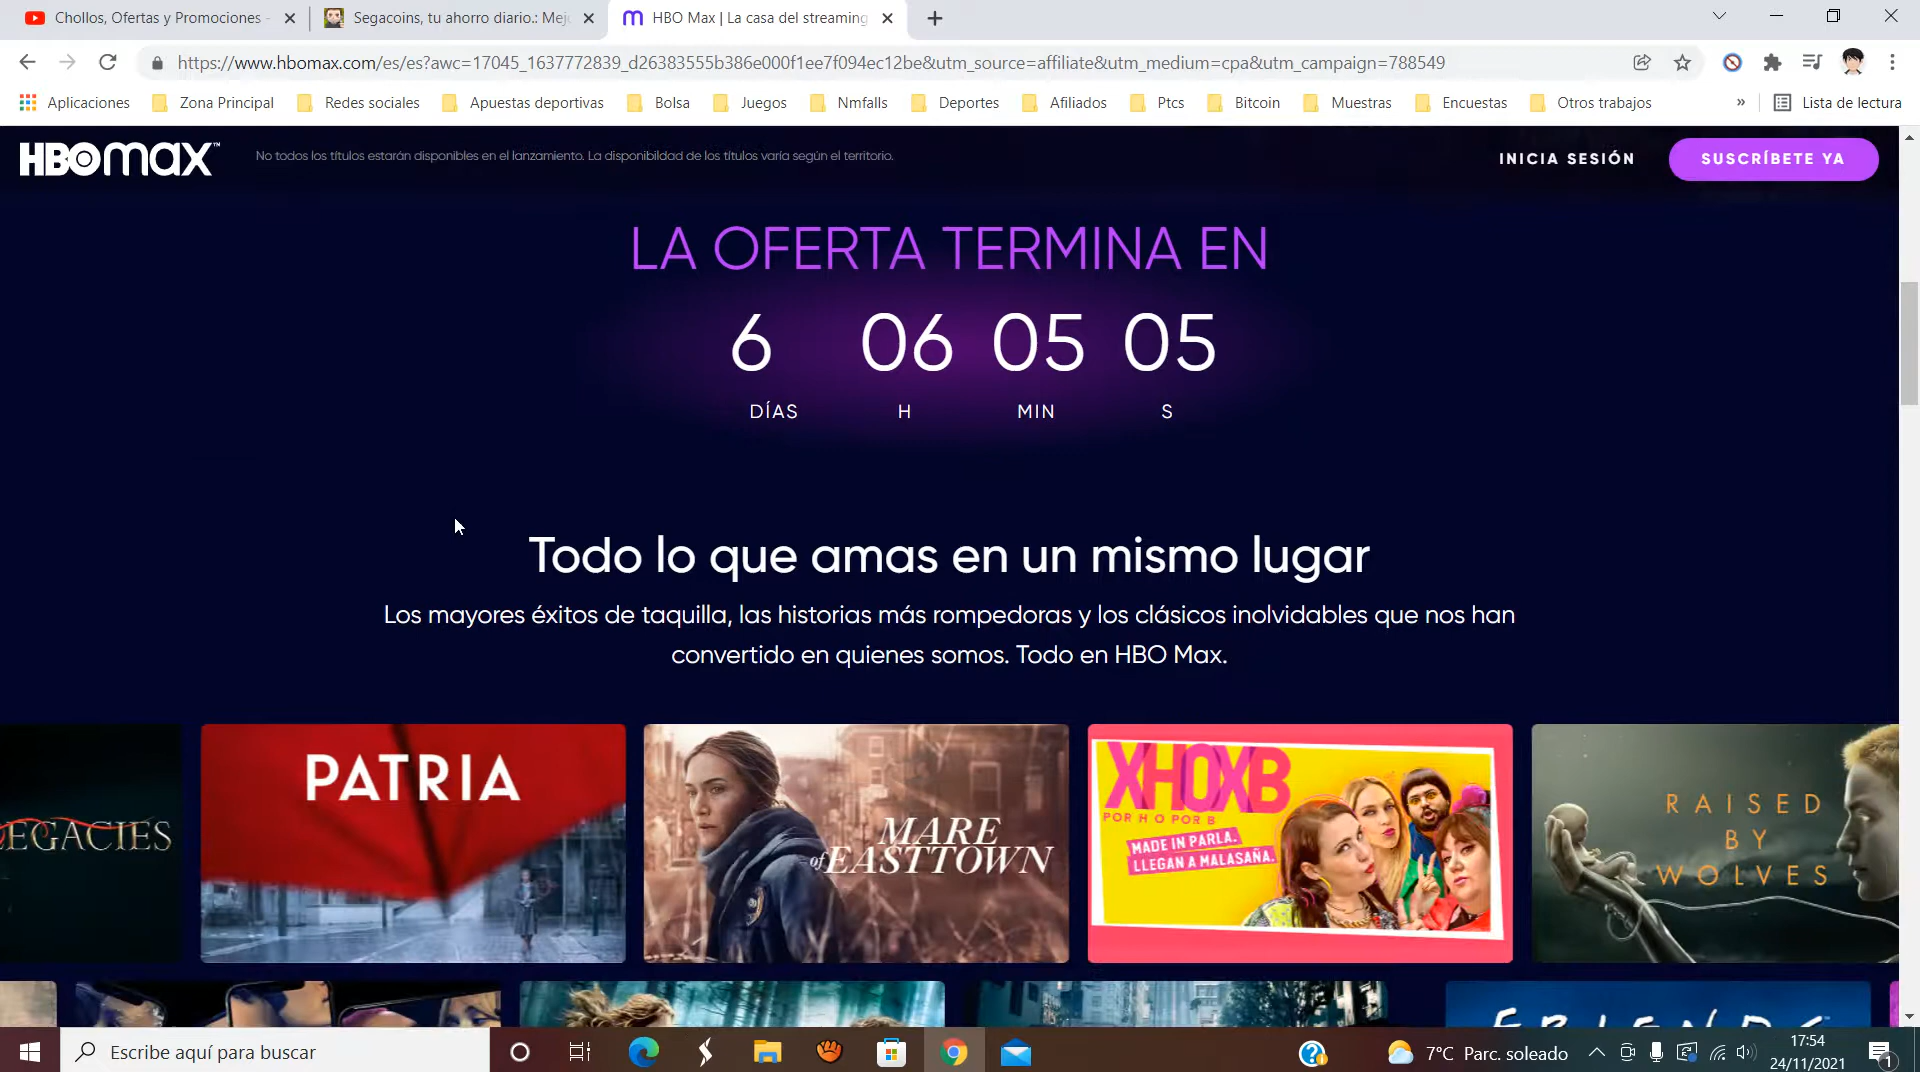 Chollos, Ofertas y Promociones -
Segacoins, tu ahorro diario.: Mej
HBO Max | La casa del streaming
https://www.hbomax.com/es/es?awc=17045_1637772839_d26383555b386e000f1ee7f094ec12be&utm_source=affiliate&utm_medium=cpa&utm_campaign=788549
Aplicaciones
Zona Principal
Redes sociales
Apuestas deportivas
Bolsa
Juegos
Nmfalls
Deportes
Afiliados
Ptcs
Bitcoin
Muestras
Encuestas
Otros trabajos
»
Lista de lectura
HBOmax™
No todos los títulos estarán disponibles en el lanzamiento. La disponibildad de los títulos varía según el territorio.
INICIA SESIÓN
SUSCRÍBETE YA
LA OFERTA TERMINA EN
6 06 05 05
DÍAS H MIN S
Todo lo que amas en un mismo lugar
Los mayores éxitos de taquilla, las historias más rompedoras y los clásicos inolvidables que nos han
convertido en quienes somos. Todo en HBO Max.
EGACIES
PATRIA
MARE
of EASTTOWN
XHOXB
POR H O POR B
MADE IN PARLA.
LLEGAN A MALASAÑA.
RAISED
BY
WOLVES
FRIENDS
Escribe aquí para buscar
7°C Parc. soleado
17:54
24/11/2021
1